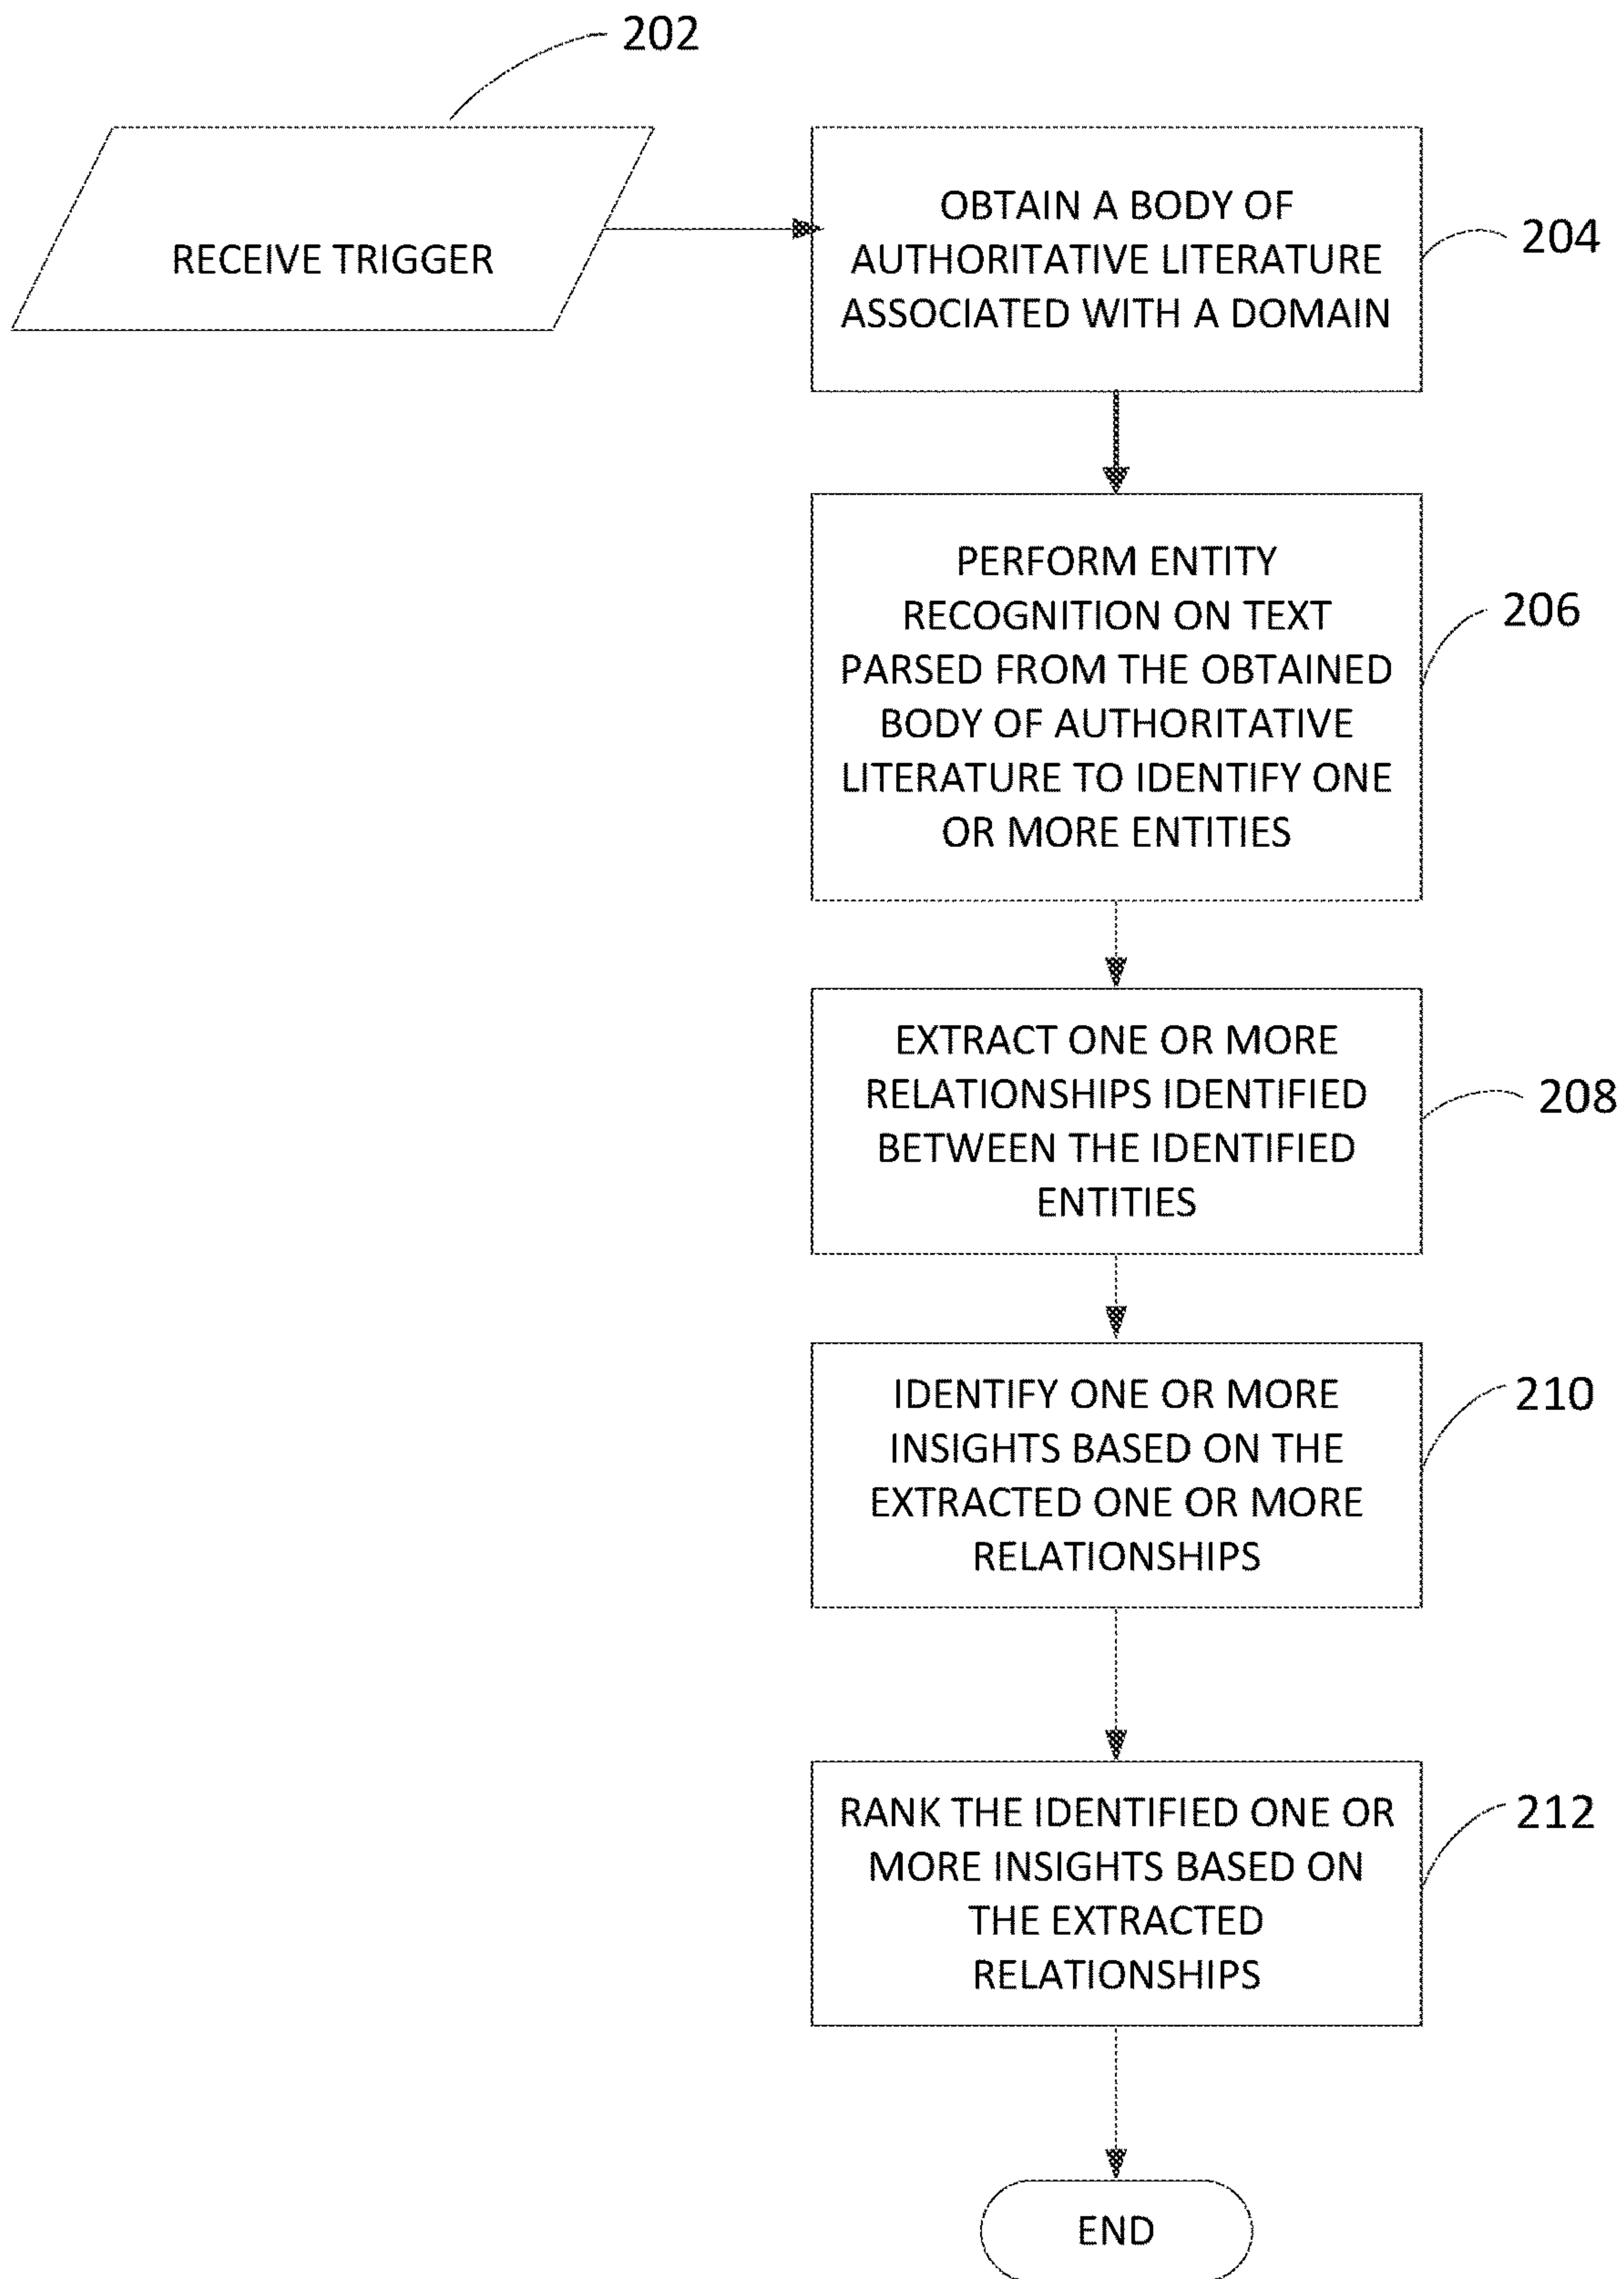 202
RECEIVE TRIGGER
OBTAIN A BODY OF
AUTHORITATIVE LITERATURE
ASSOCIATED WITH A DOMAIN
204
PERFORM ENTITY
RECOGNITION ON TEXT
PARSED FROM THE OBTAINED
BODY OF AUTHORITATIVE
LITERATURE TO IDENTIFY ONE
OR MORE ENTITIES
206
EXTRACT ONE OR MORE
RELATIONSHIPS IDENTIFIED
BETWEEN THE IDENTIFIED
ENTITIES
208
IDENTIFY ONE OR MORE
INSIGHTS BASED ON THE
EXTRACTED ONE OR MORE
RELATIONSHIPS
210
RANK THE IDENTIFIED ONE OR
MORE INSIGHTS BASED ON
THE EXTRACTED
RELATIONSHIPS
212
END